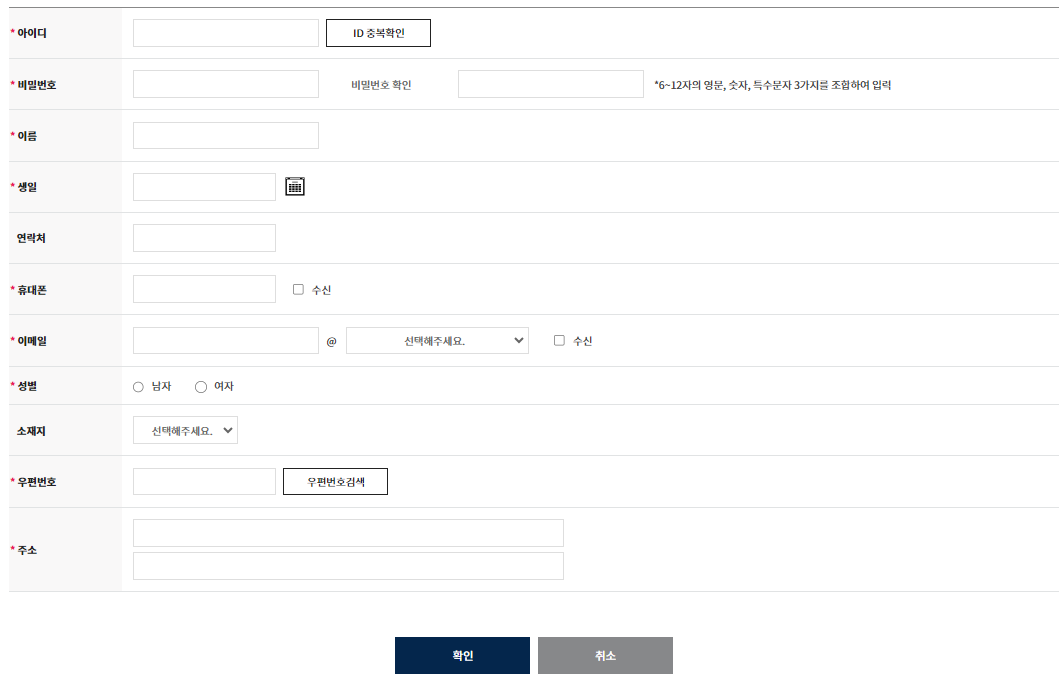 * 아이디 ID 중복확인
* 비밀번호 비밀번호 확인 *6~12자의 영문, 숫자, 특수문자 3가지를 조합하여 입력
* 이름
* 생일
연락처
* 휴대폰 수신
* 이메일 @ 선택해주세요. 수신
* 성별 남자 여자
소재지 선택해주세요.
* 우편번호 우편번호검색
* 주소
확인 취소